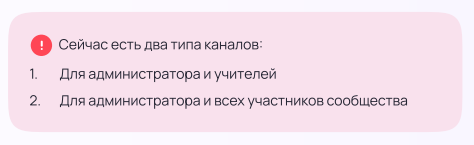 Сейчас есть два типа каналов:
1. Для администратора и учителей
2. Для администратора и всех участников сообщества